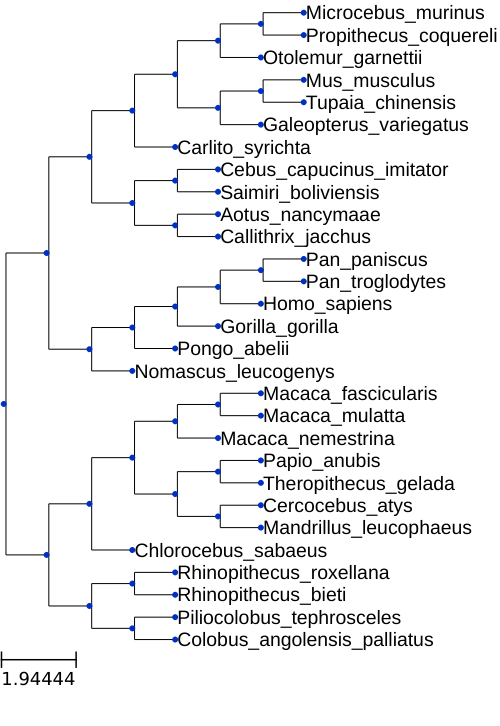 Microcebus_murinus
Propithecus_coquereli
Otolemur_garnettii
Mus_musculus
Tupaia_chinensis
Galeopterus_variegatus
Carlito_syrichta
Cebus_capucinus_imitator
Saimiri_boliviensis
Aotus_nancymaae
Callithrix_jacchus
Pan_paniscus
Pan_troglodytes
Homo_sapiens
Gorilla_gorilla
Pongo_abelii
Nomascus_leucogenys
Macaca_fascicularis
Macaca_mulatta
Macaca_nemestrina
Papio_anubis
Theropithecus_gelada
Cercocebus_atys
Mandrillus_leucophaeus
Chlorocebus_sabaeus
Rhinopithecus_roxellana
Rhinopithecus_bieti
Piliocolobus_tephrosceles
Colobus_angolensis_palliatus
1.94444